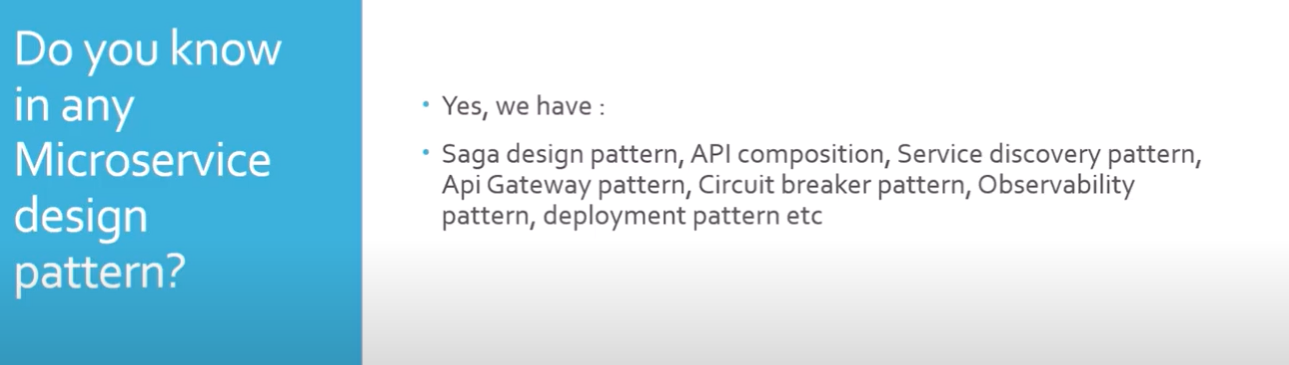 Do you know
in any
Microservice
design
pattern?
• Yes, we have :
• Saga design pattern, API composition, Service discovery pattern,
Api Gateway pattern, Circuit breaker pattern, Observability
pattern, deployment pattern etc